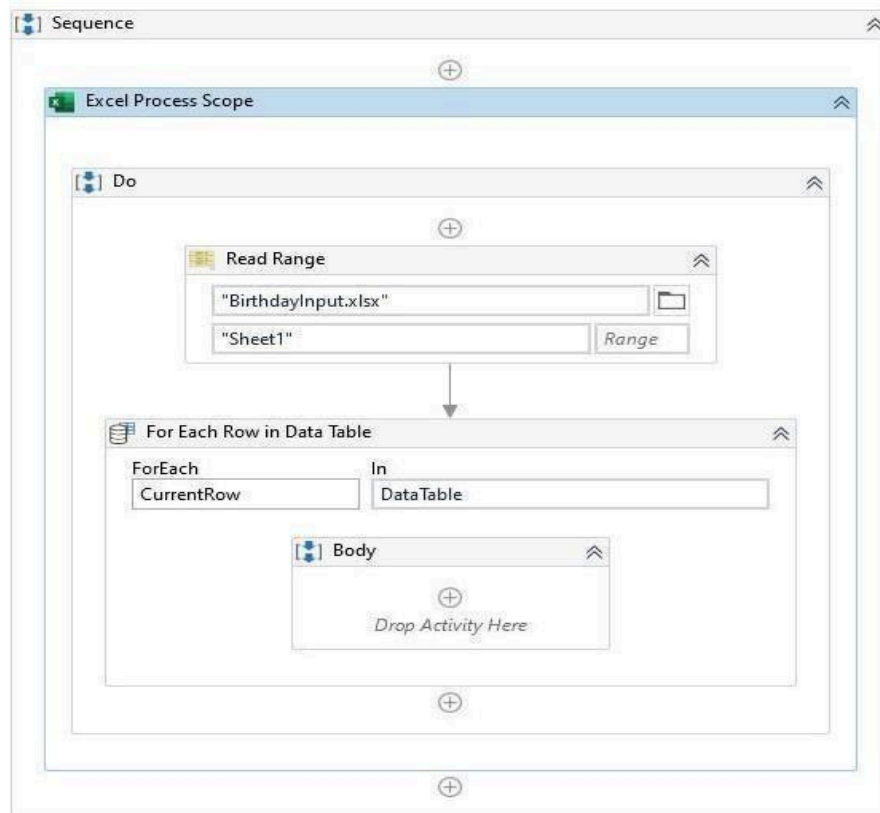 Sequence
Excel Process Scope
Do
Read Range
"BirthdayInput.xlsx"
"Sheet1" Range
For Each Row in Data Table
ForEach In
CurrentRow DataTable
Body
Drop Activity Here